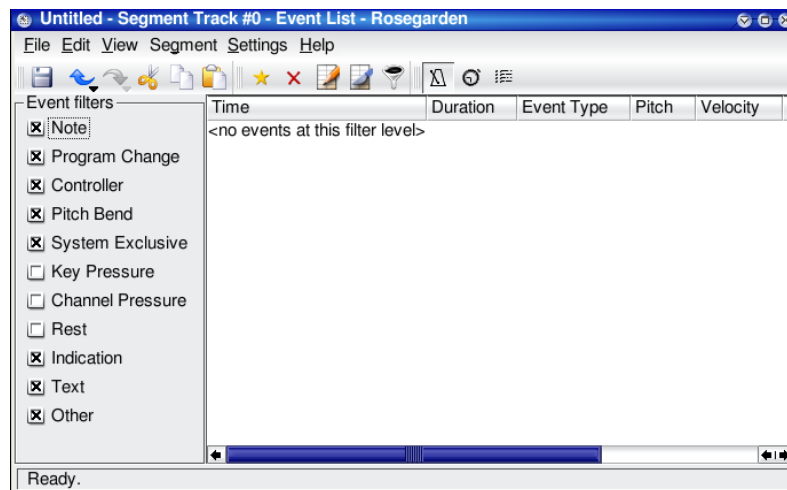 Untitled - Segment Track #0 - Event List - Rosegarden
File Edit View Segment Settings Help
Event filters
Time Duration Event Type Pitch Velocity
Note
<no events at this filter level>
Program Change
Controller
Pitch Bend
System Exclusive
Key Pressure
Channel Pressure
Rest
Indication
Text
Other
Ready.